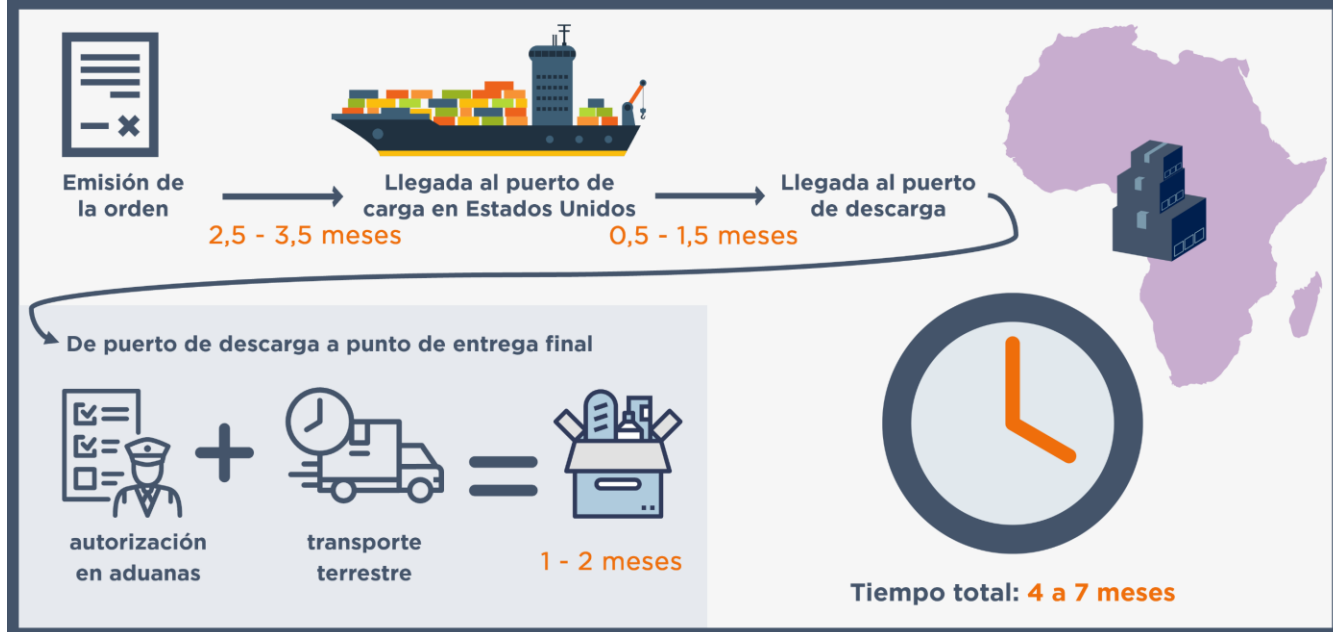 Emisión de
la orden
2,5 - 3,5 meses
Llegada al puerto de
carga en Estados Unidos
0,5 - 1,5 meses
Llegada al puerto
de descarga
De puerto de descarga a punto de entrega final
autorización
en aduanas
transporte
terrestre
1 - 2 meses
Tiempo total: 4 a 7 meses